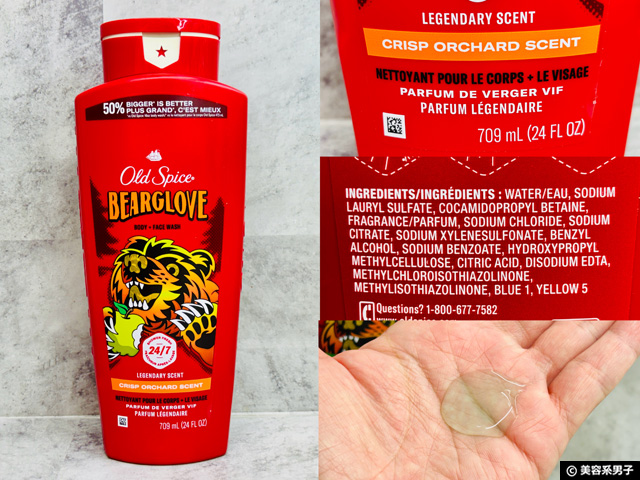 50% BIGGER* IS BETTER
PLUS GRAND*, C'EST MIEUX
Old Spice
BEARGLOVE
BODY + FACE WASH
24/7
LEGENDARY SCENT
CRISP ORCHARD SCENT
NETTOYANT POUR LE CORPS + LE VISAGE
PARFUM DE VERGER VIF
PARFUM LÉGENDAIRE
709 mL (24 FL OZ)
LEGENDARY SCENT
CRISP ORCHARD SCENT
NETTOYANT POUR LE CORPS + LE VISAGE
PARFUM DE VERGER VIF
PARFUM LÉGENDAIRE
709 mL (24 FL OZ)
INGREDIENTS/INGRÉDIENTS : WATER/EAU, SODIUM
LAURYL SULFATE, COCAMIDOPROPYL BETAINE,
FRAGRANCE/PARFUM, SODIUM CHLORIDE, SODIUM
CITRATE, SODIUM XYLENESULFONATE, BENZYL
ALCOHOL, SODIUM BENZOATE, HYDROXYPROPYL
METHYLCELLULOSE, CITRIC ACID, DISODIUM EDTA,
METHYLCHLOROISOTHIAZOLINONE,
METHYLISOTHIAZOLINONE, BLUE 1, YELLOW 5
Questions? 1-800-677-7582
© 美容系男子